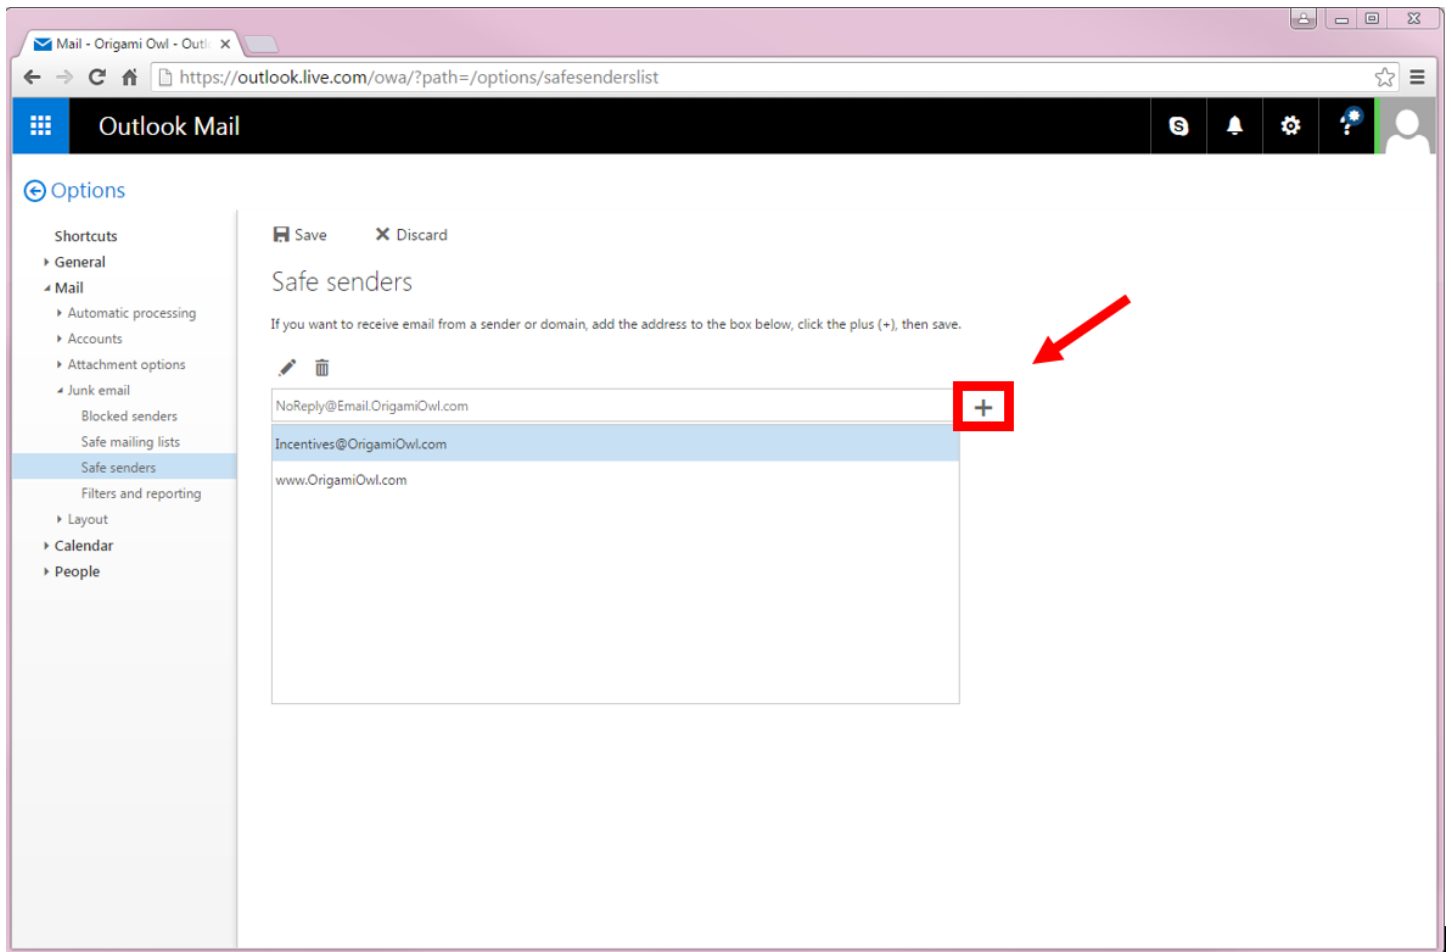 Mail - Origami Owl - Outl
https://outlook.live.com/owa/?path=/options/safesenderslist
Outlook Mail
Options
Shortcuts
General
Mail
Automatic processing
Accounts
Attachment options
Junk email
Blocked senders
Safe mailing lists
Safe senders
Filters and reporting
Layout
Calendar
People
Save Discard
Safe senders
If you want to receive email from a sender or domain, add the address to the box below, click the plus (+), then save.
NoReply@Email.OrigamiOwl.com
Incentives@OrigamiOwl.com
www.OrigamiOwl.com